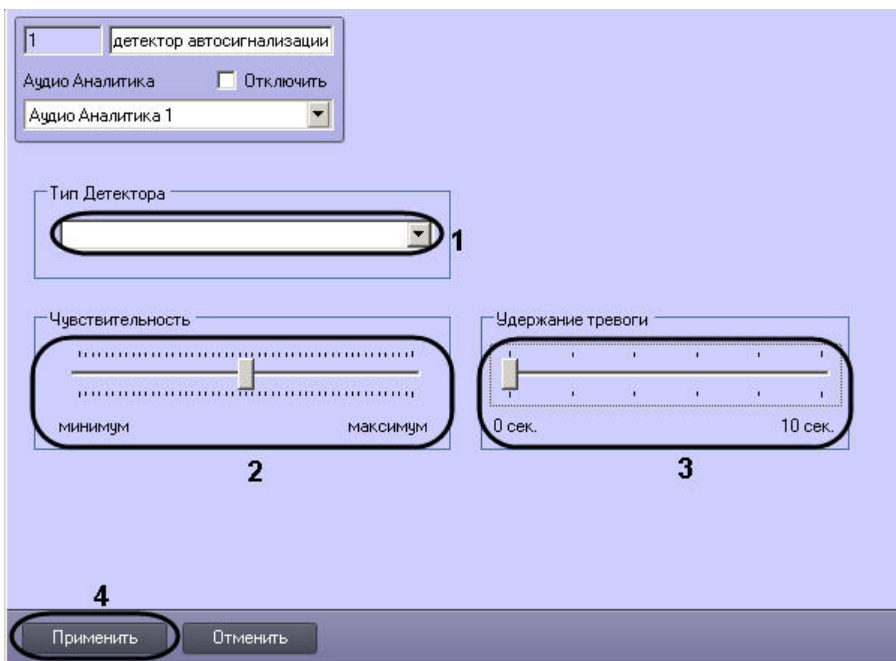 1 детектор автосигнализации
Аудио Аналитика Отключить
Аудио Аналитика 1
Тип Детектора
1
Чувствительность
минимум максимум
2
Удержание тревоги
0 сек. 10 сек.
3
4
Применить Отменить